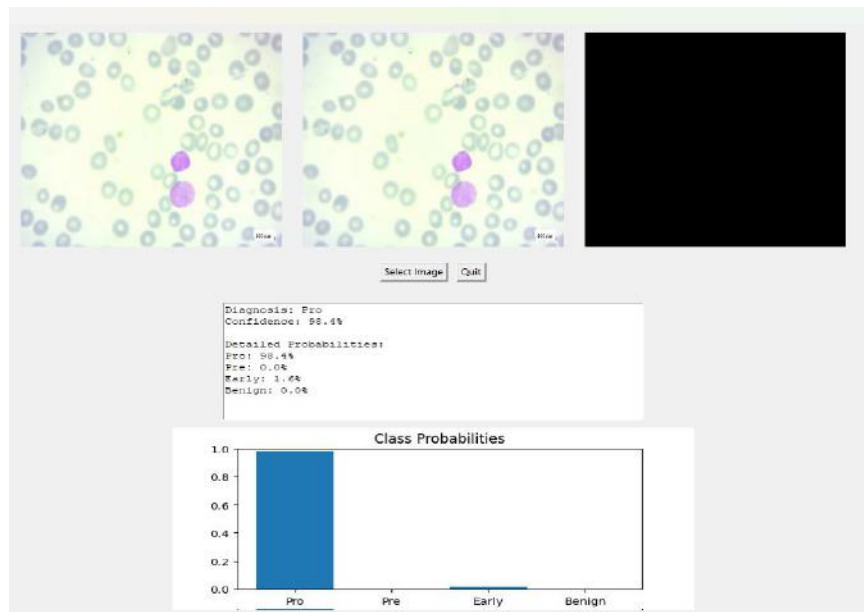 Select Image Quit
Diagnosis: Pro
Confidence: 98.4%
Detailed Probabilities:
Pro: 98.4%
Pre: 0.0%
Early: 1.6%
Benign: 0.0%
Class Probabilities
1.0
0.8
0.6
0.4
0.2
0.0
Pro Pre Early Benign